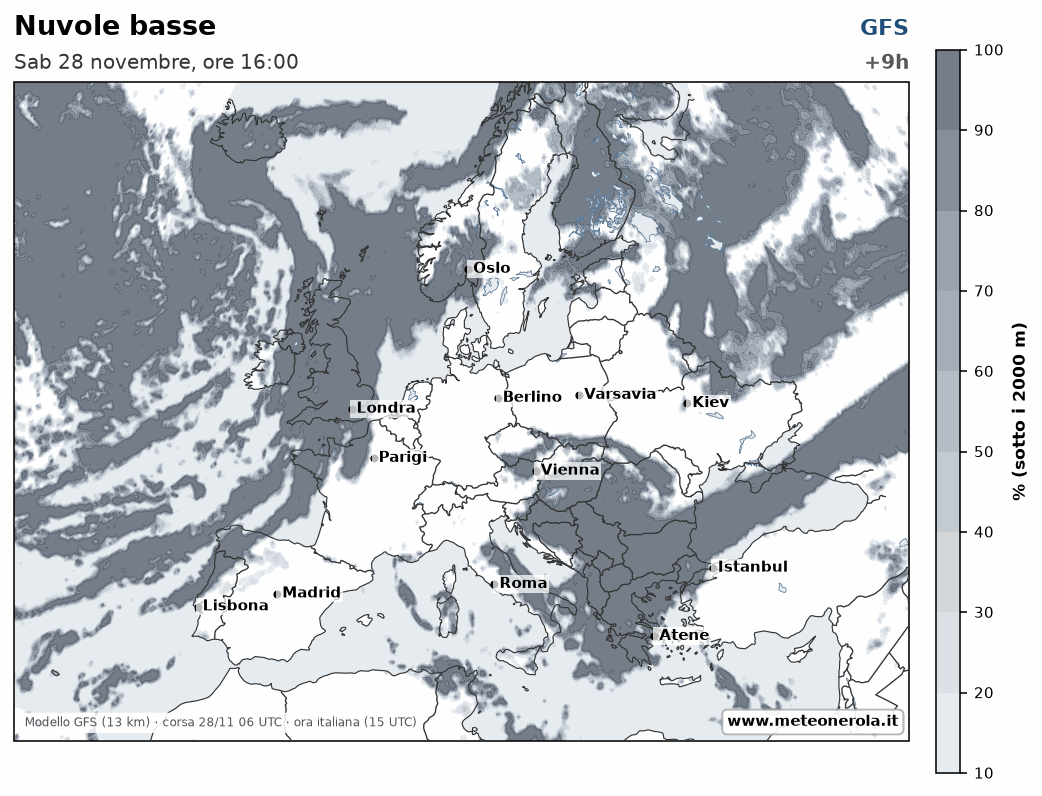 Nuvole basse
GFS
Sab 28 novembre, ore 16:00
+9h
100
90
80
70
60
50
40
30
20
10
% (sotto i 2000 m)
Oslo
Londra
Berlino
Varsavia
Kiev
Parigi
Vienna
Istanbul
Roma
Madrid
Lisbona
Atene
Modello GFS (13 km) · corsa 28/11 06 UTC · ora italiana (15 UTC)
www.meteonerola.it